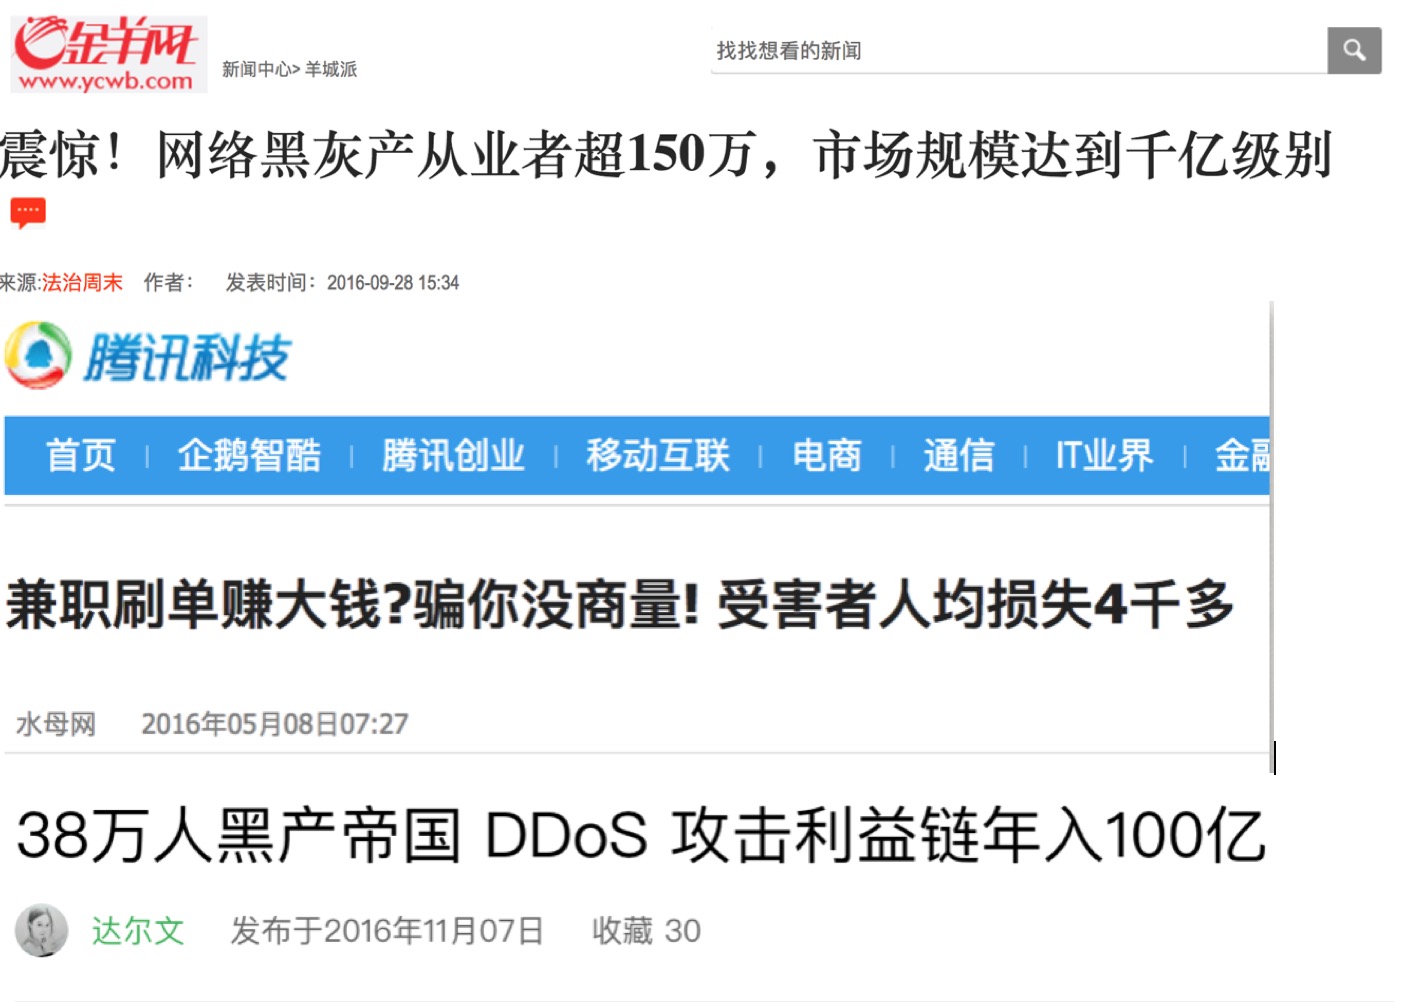 金羊网
www.ycwb.com
新闻中心> 羊城派
找找想看的新闻
震惊！网络黑灰产从业者超150万，市场规模达到千亿级别
来源:法治周末 作者： 发表时间：2016-09-28 15:34
腾讯科技
首页 | 企鹅智酷 | 腾讯创业 | 移动互联 | 电商 | 通信 | IT业界 | 金融
兼职刷单赚大钱?骗你没商量! 受害者人均损失4千多
水母网 2016年05月08日07:27
38万人黑产帝国 DDoS 攻击利益链年入100亿
达尔文 发布于2016年11月07日 收藏 30